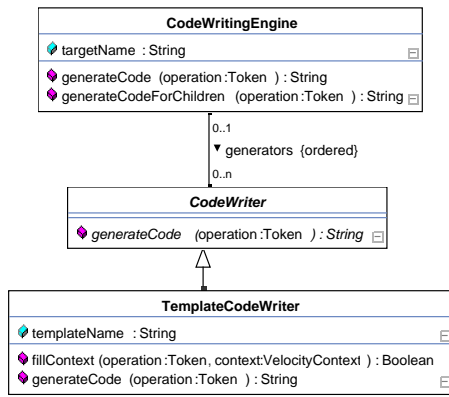 CodeWritingEngine
targetName : String
generateCode (operation:Token ) : String
generateCodeForChildren (operation:Token ) : String
0..1
▼ generators {ordered}
0..n
CodeWriter
generateCode (operation:Token ) : String
TemplateCodeWriter
templateName : String
fillContext (operation:Token, context:VelocityContext ) : Boolean
generateCode (operation:Token ) : String